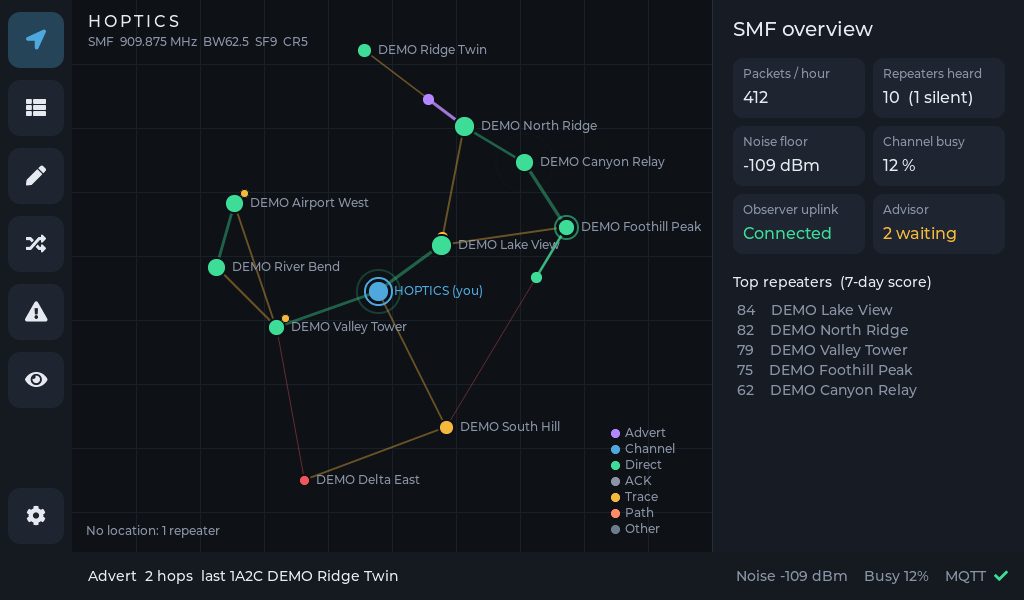 HOPTICS
SMF 909.875 MHz BW62.5 SF9 CR5
DEMO Ridge Twin
DEMO North Ridge
DEMO Canyon Relay
DEMO Airport West
DEMO Foothill Peak
DEMO Lake View
DEMO River Bend
HOPTICS (you)
DEMO Valley Tower
DEMO South Hill
DEMO Delta East
Advert
Channel
Direct
ACK
Trace
Path
Other
No location: 1 repeater
SMF overview
Packets / hour
412
Repeaters heard
10 (1 silent)
Noise floor
-109 dBm
Channel busy
12 %
Observer uplink
Connected
Advisor
2 waiting
Top repeaters (7-day score)
84 DEMO Lake View
82 DEMO North Ridge
79 DEMO Valley Tower
75 DEMO Foothill Peak
62 DEMO Canyon Relay
Advert 2 hops last 1A2C DEMO Ridge Twin
Noise -109 dBm Busy 12% MQTT